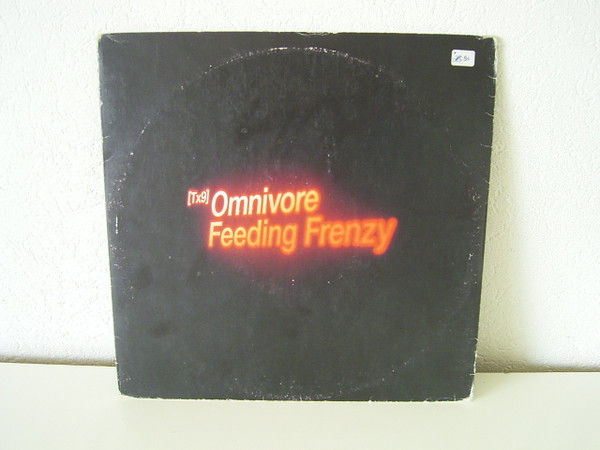 [Tx9] Omnivore
Feeding Frenzy